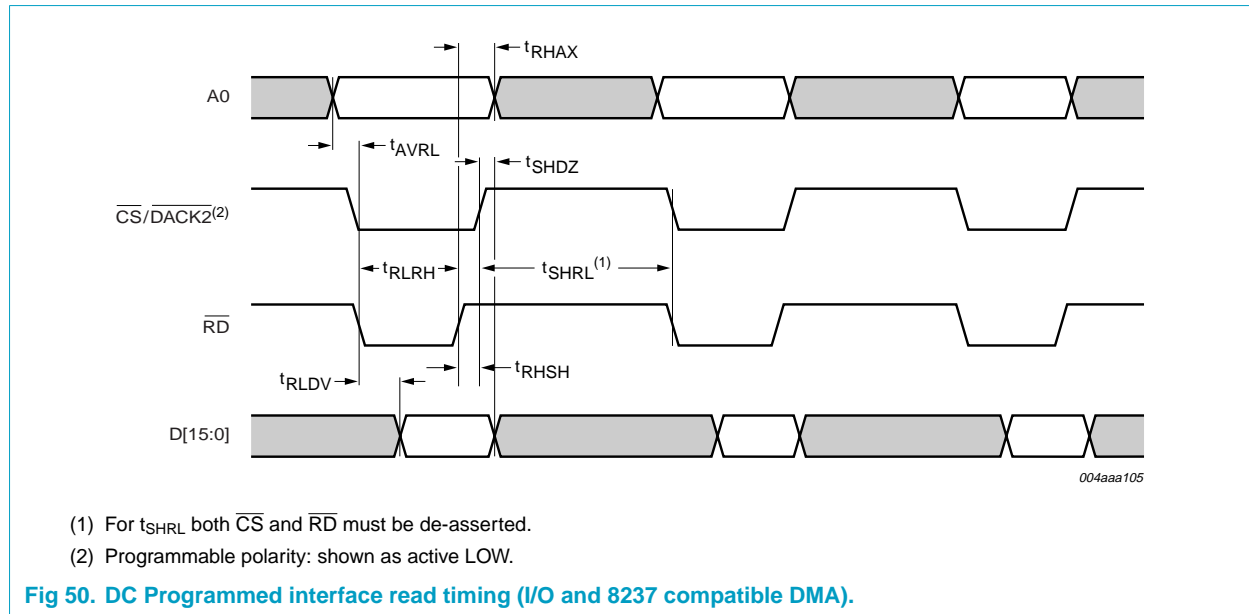 tRHAX
A0
tAVRL
tSHDZ
CS/DACK2(2)
tRLRH
tSHRL(1)
RD
tRHSH
tRLDV
D[15:0]
004aaa105
(1) For tSHRL both CS and RD must be de-asserted.
(2) Programmable polarity: shown as active LOW.
Fig 50. DC Programmed interface read timing (I/O and 8237 compatible DMA).